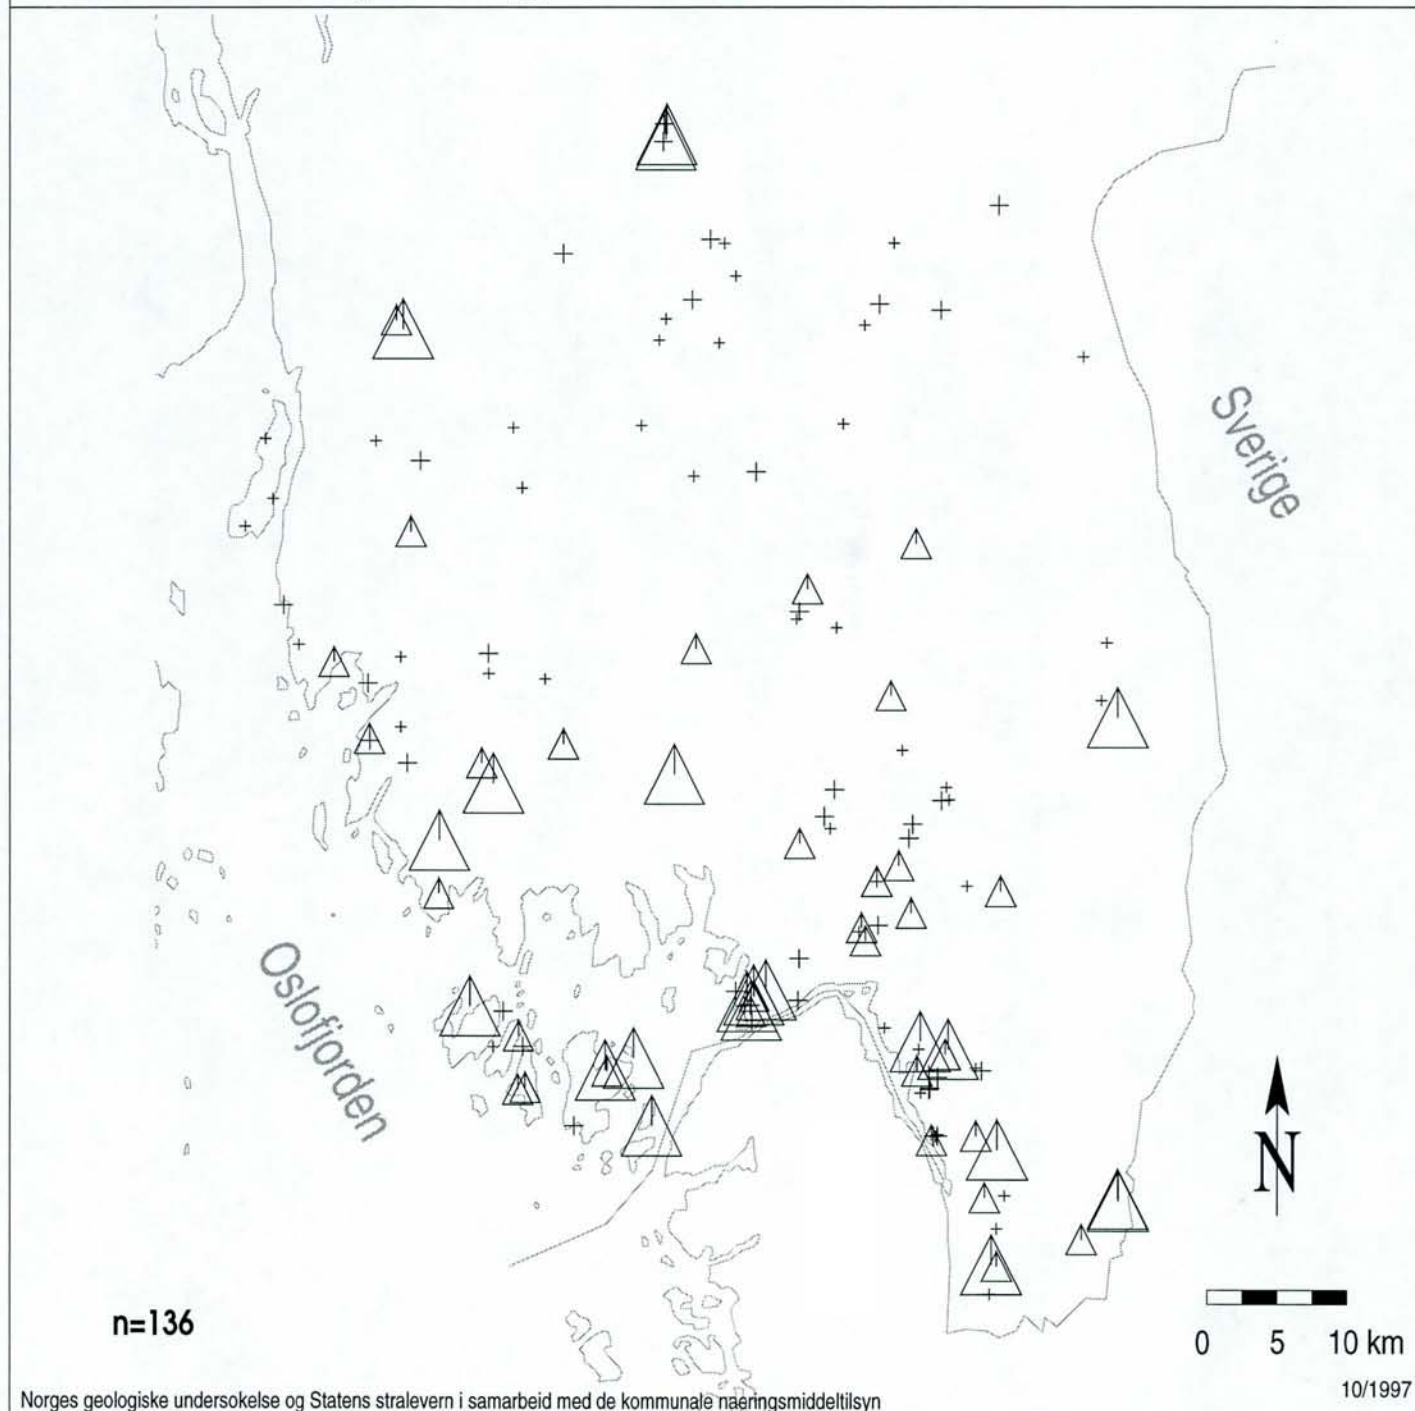 Sverige
Oslofjorden
N
n=136
0 5 10 km
10/1997
Norges geologiske undersokelse og Statens stralevern i samarbeid med de kommunale naeringsmiddeltilsyn